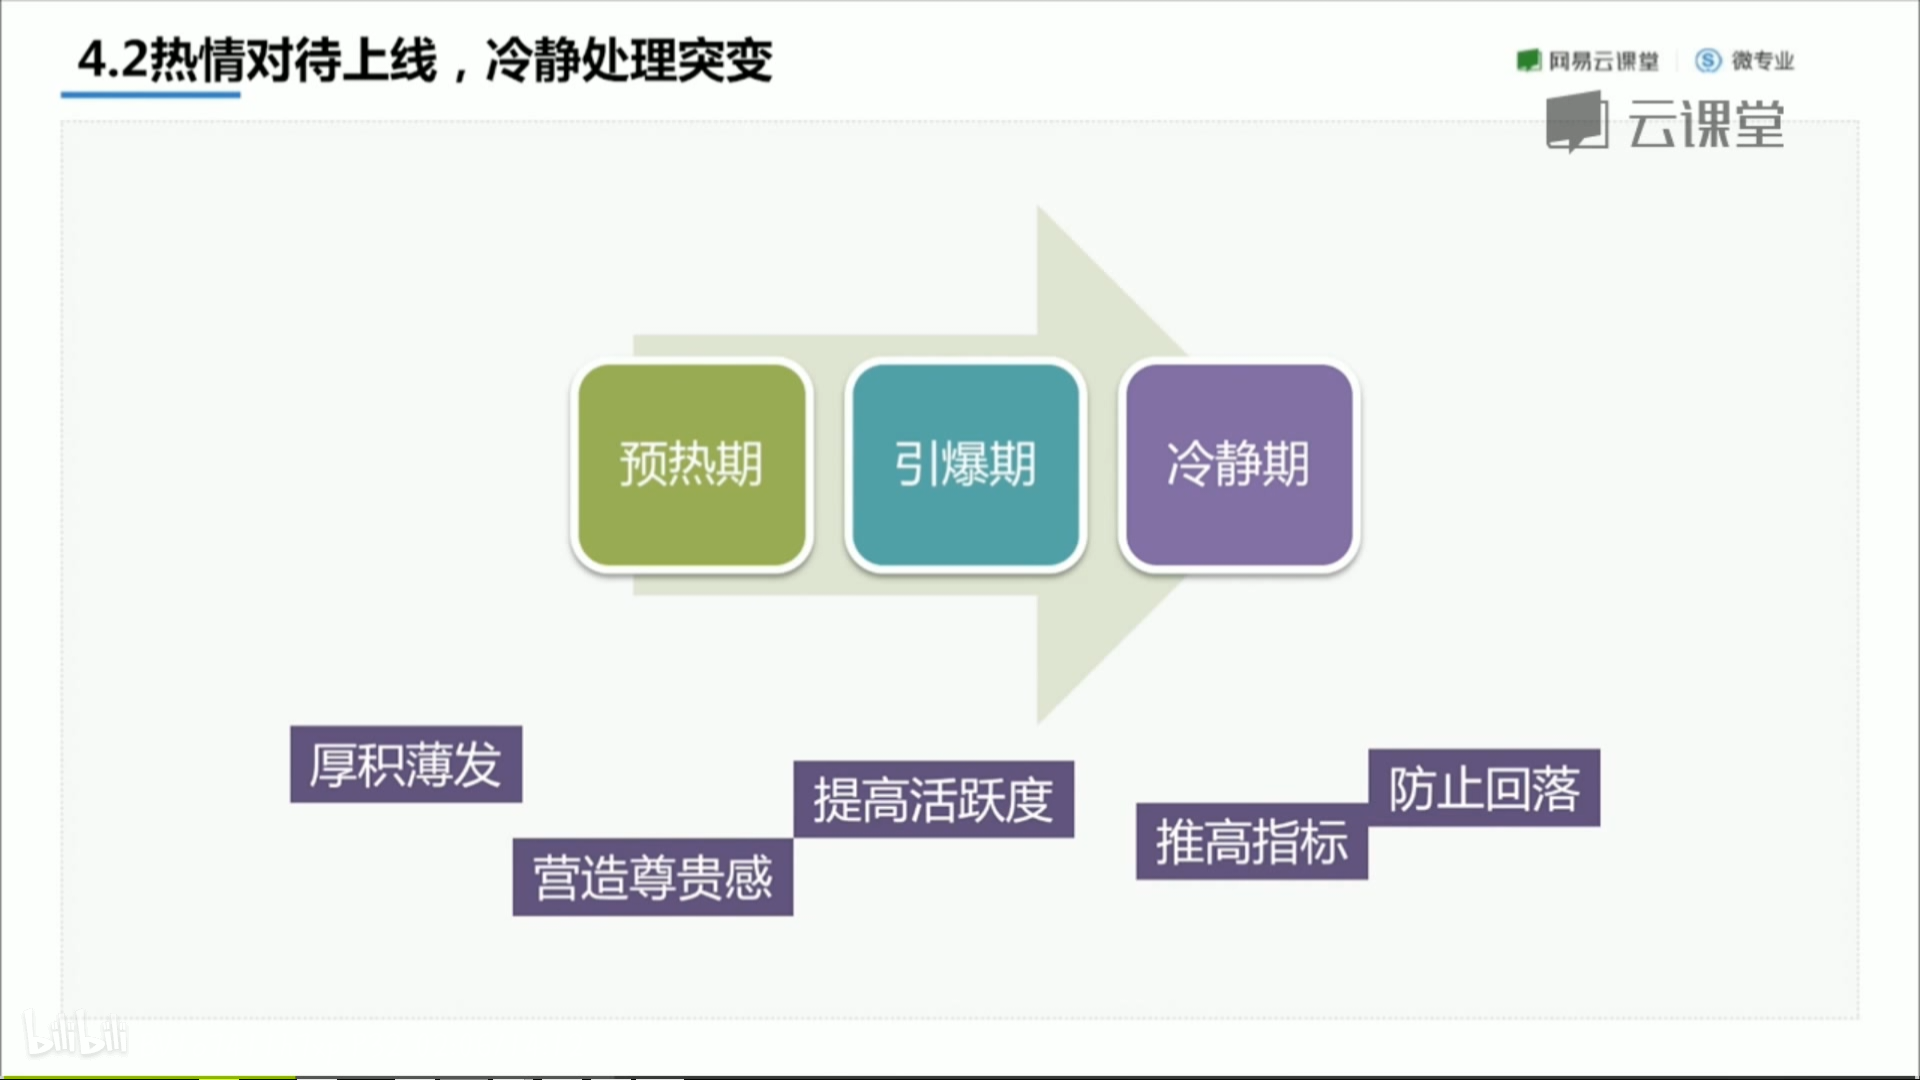 4.2热情对待上线，冷静处理突变
网易云课堂
微专业
云课堂
预热期
引爆期
冷静期
厚积薄发
营造尊贵感
提高活跃度
推高指标
防止回落
bilibili